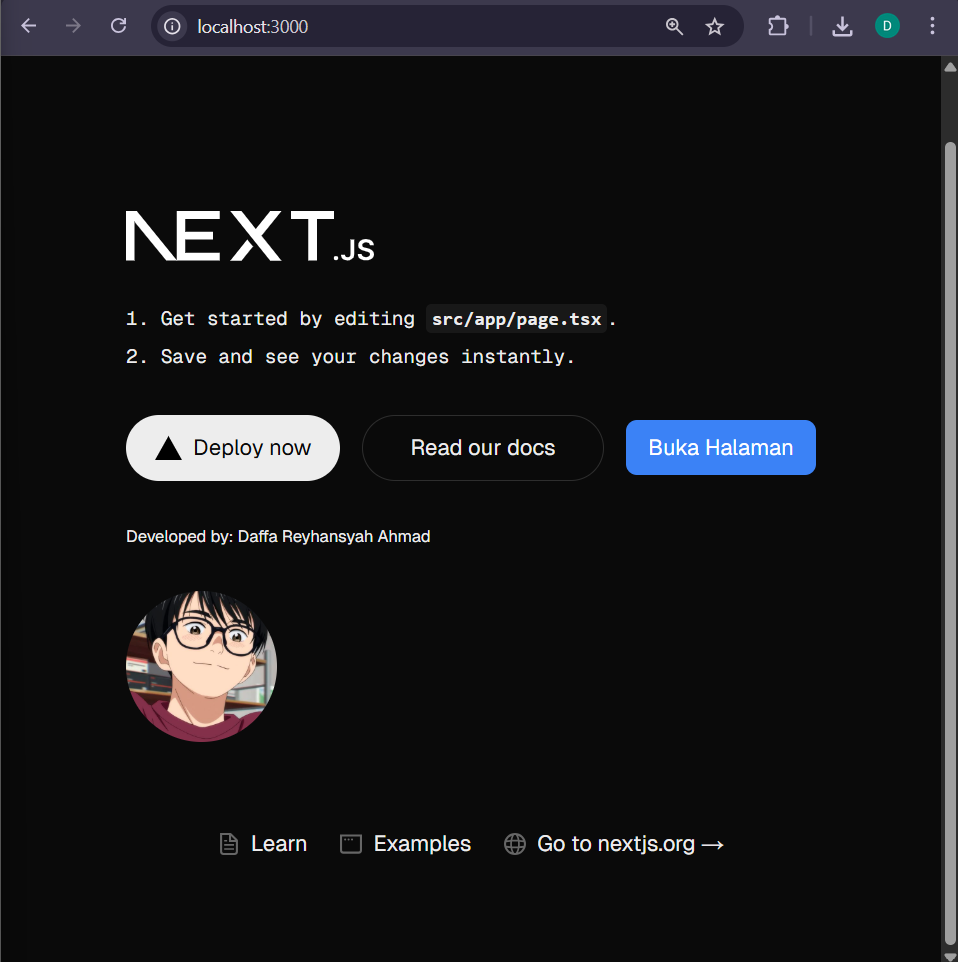 localhost:3000
D
NEXT.JS
1. Get started by editing src/app/page.tsx.
2. Save and see your changes instantly.
Deploy now
Read our docs
Buka Halaman
Developed by: Daffa Reyhansyah Ahmad
Learn
Examples
Go to nextjs.org →